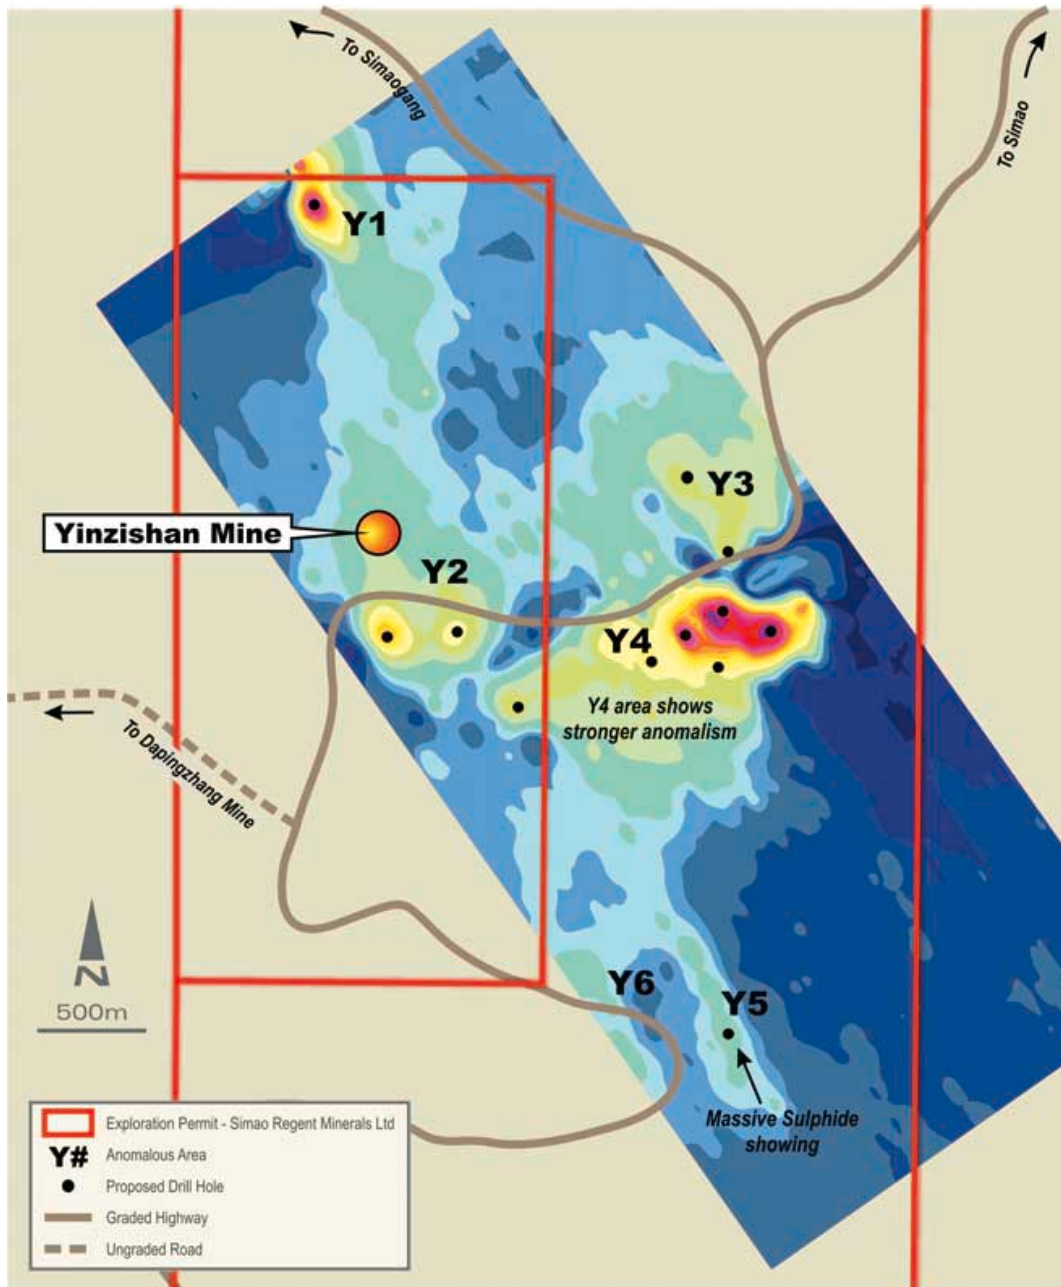 To Simaogang
To Simao
Y1
Y3
Yinzishan Mine
Y2
Y4
Y4 area shows
stronger anomalism
To Dapingzhang Mine
N
500m
Y6
Y5
Massive Sulphide
showing
Exploration Permit - Simao Regent Minerals Ltd
Y# Anomalous Area
Proposed Drill Hole
Graded Highway
Ungraded Road